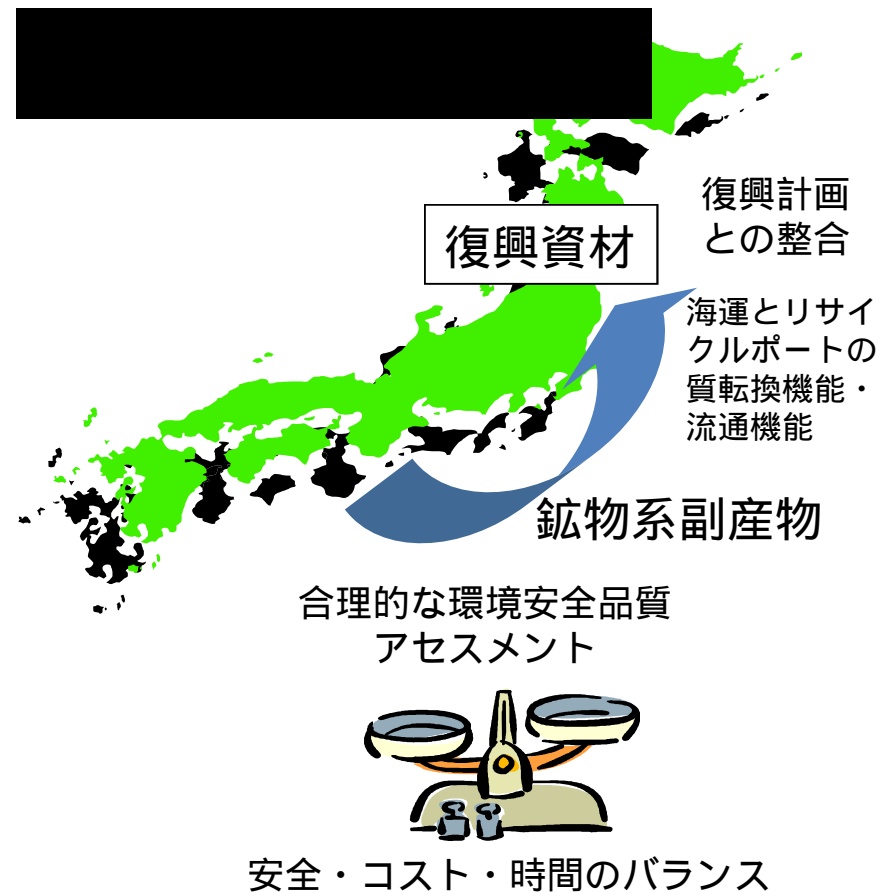 復興計画
との整合
復興資材
海運とリサイ
クルポートの
質転換機能・
流通機能
鉱物系副産物
合理的な環境安全品質
アセスメント
安全・コスト・時間のバランス